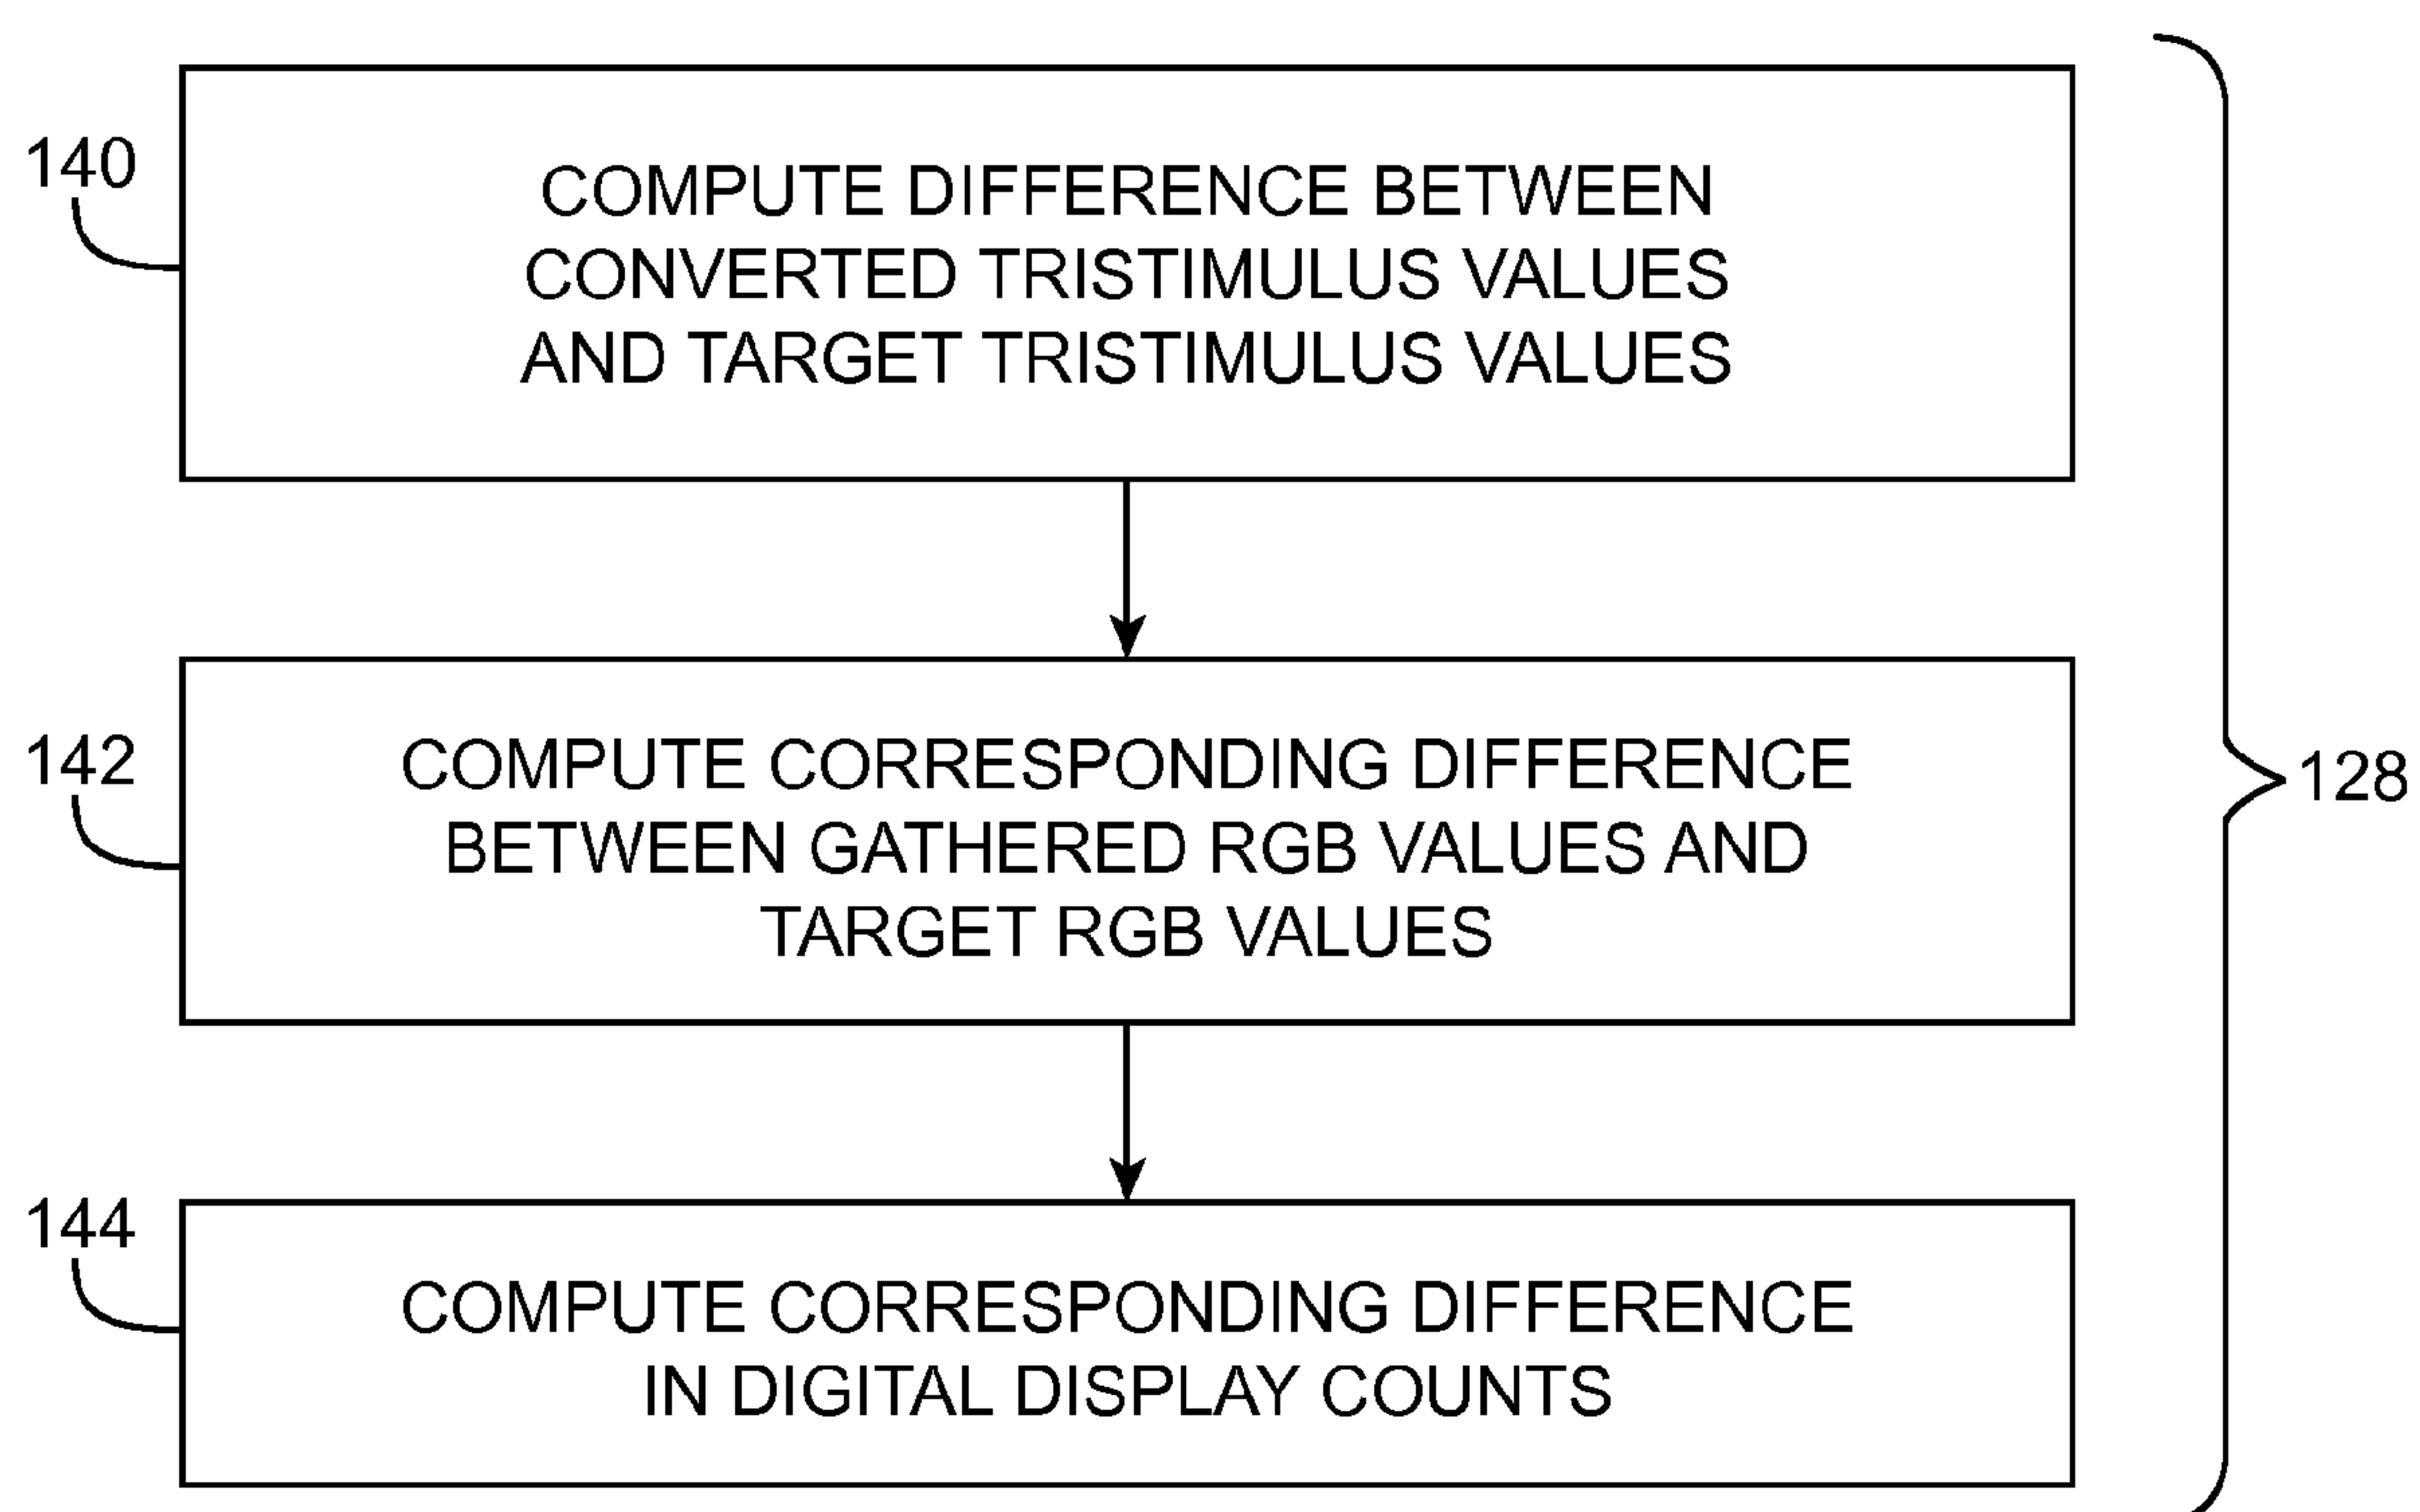 140
COMPUTE DIFFERENCE BETWEEN
CONVERTED TRISTIMULUS VALUES
AND TARGET TRISTIMULUS VALUES
142
COMPUTE CORRESPONDING DIFFERENCE
BETWEEN GATHERED RGB VALUES AND
TARGET RGB VALUES
128
144
COMPUTE CORRESPONDING DIFFERENCE
IN DIGITAL DISPLAY COUNTS